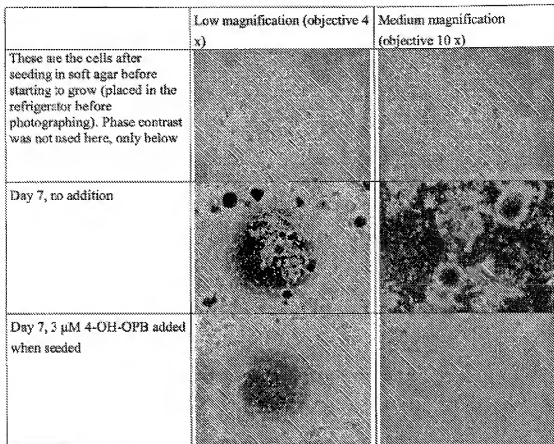 Low magnification (objective 4
x)
Medium magnification
(objective 10 x)
These are the cells after
seeding in soft agar before
starting to grow (placed in the
refrigerator before
photographing). Phase contrast
was not used here, only below
Day 7, no addition
Day 7, 3 µM 4-OH-OPB added
when seeded